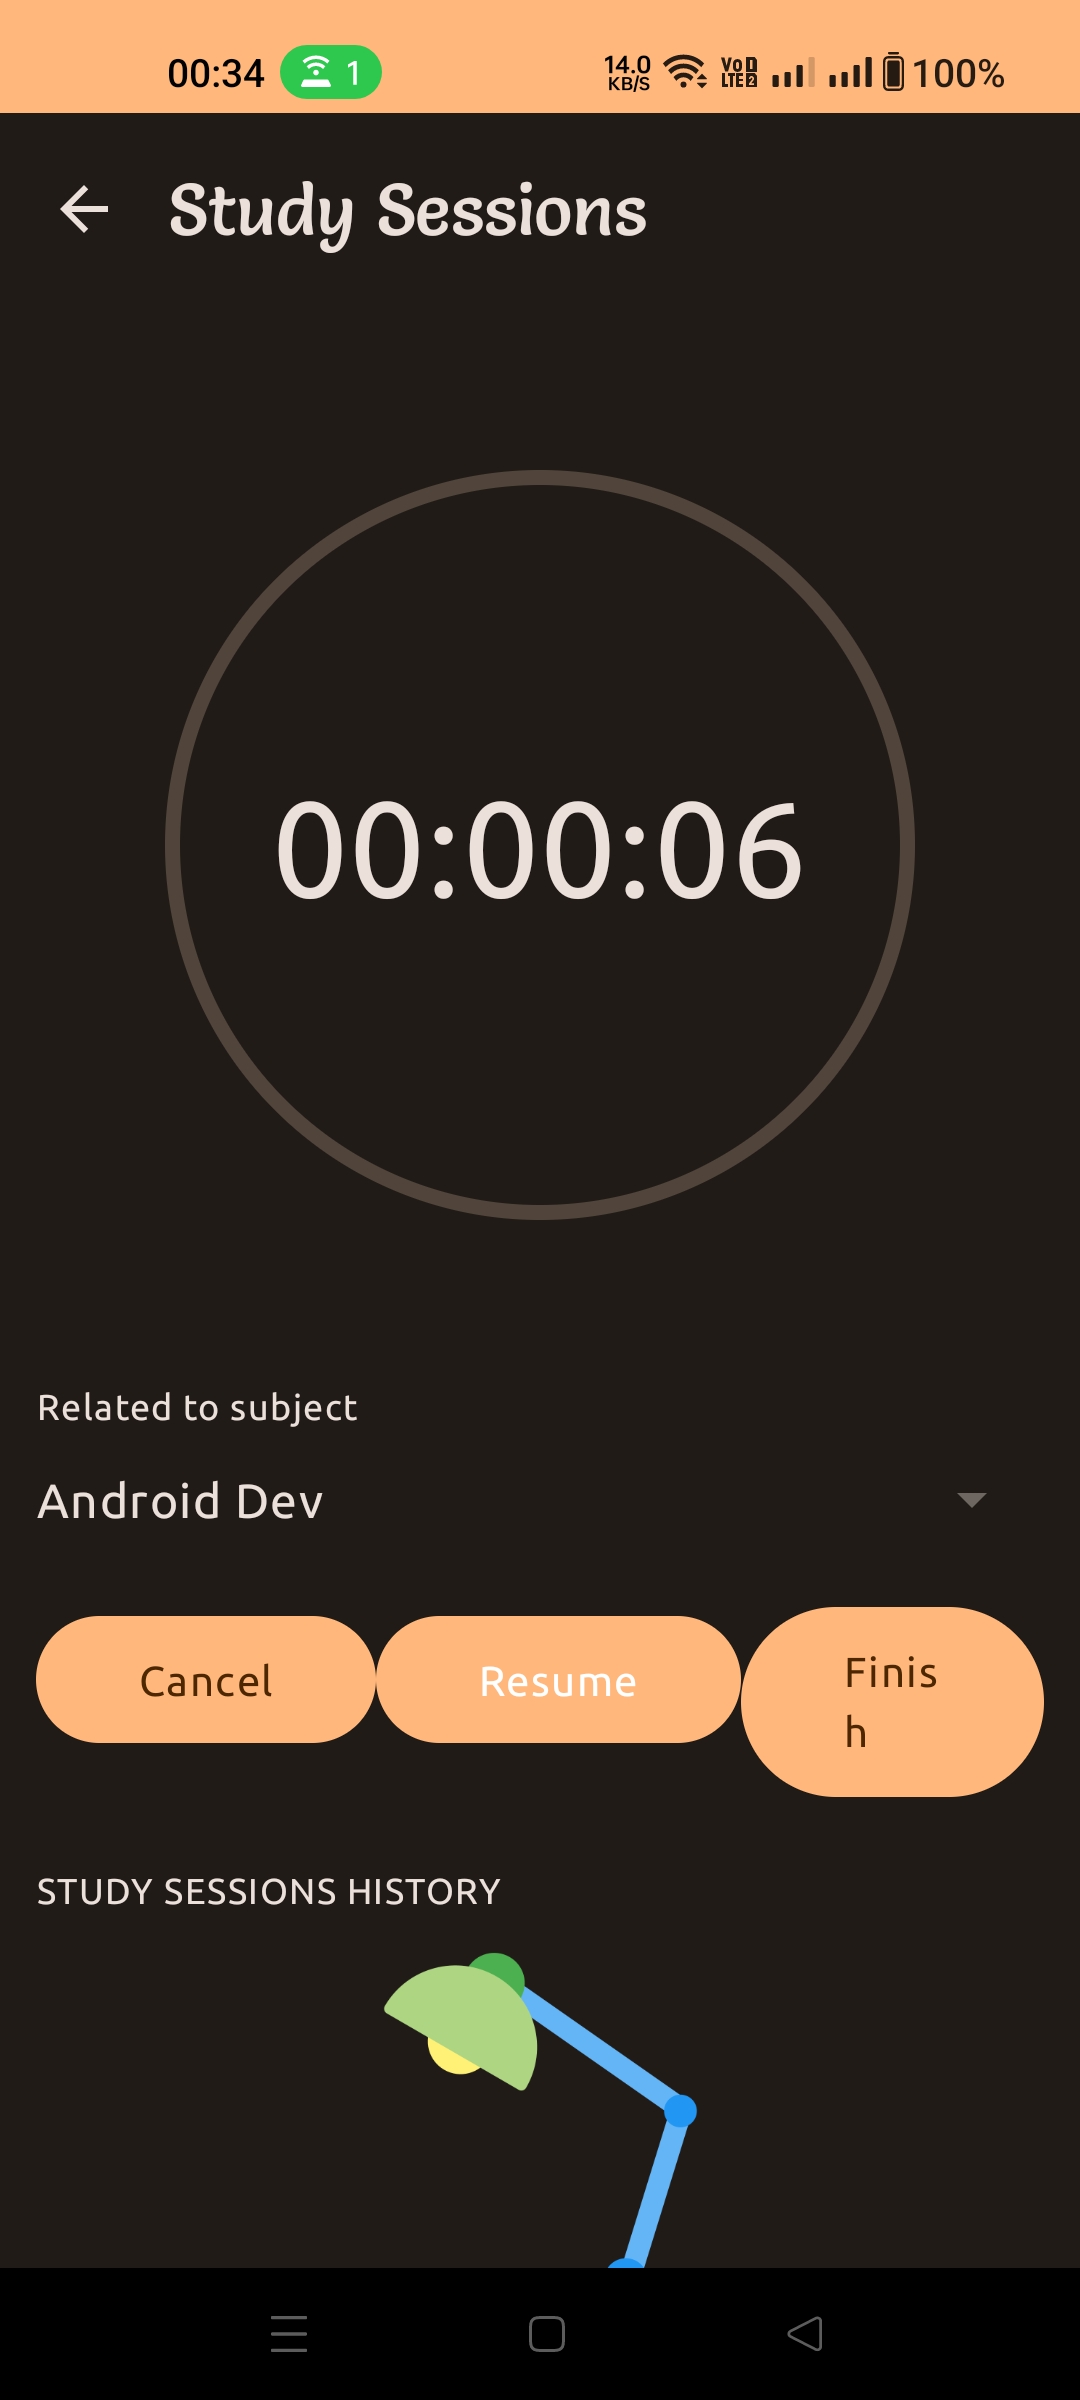 00:34 1 14.0 KB/S VoD LTE2 100%
Study Sessions
00:00:06
Related to subject
Android Dev
Cancel Resume Finis
h
STUDY SESSIONS HISTORY